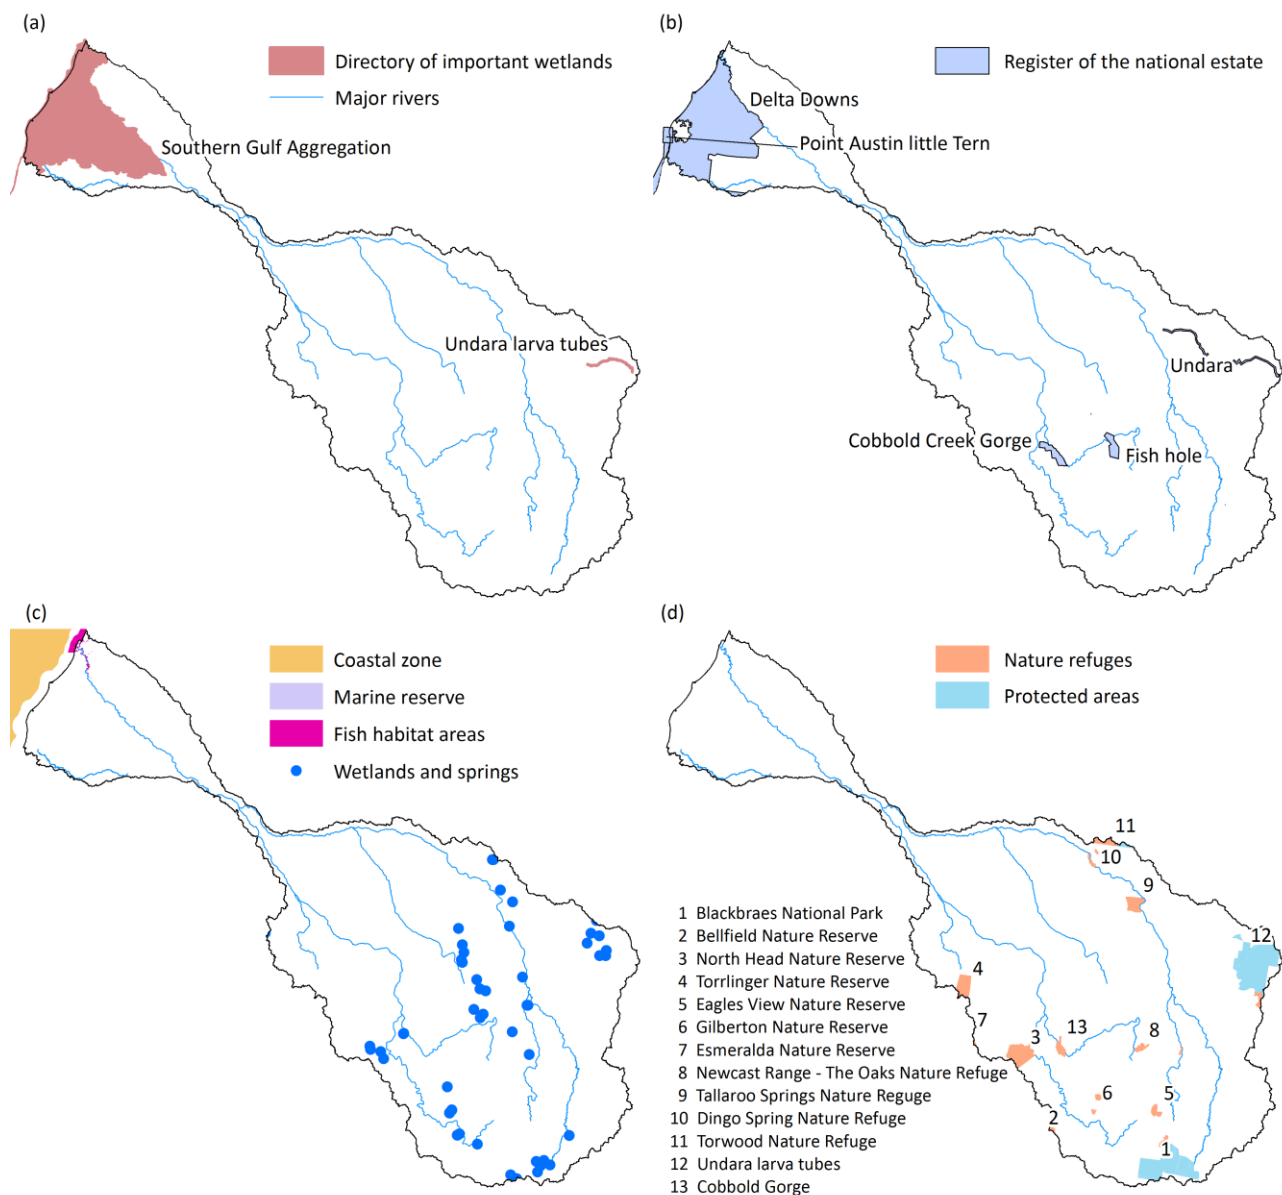 (a)
Directory of important wetlands
Major rivers
Southern Gulf Aggregation
Undara larva tubes
(b)
Register of the national estate
Delta Downs
Point Austin little Tern
Undara
Cobbold Creek Gorge
Fish hole
(c)
Coastal zone
Marine reserve
Fish habitat areas
Wetlands and springs
(d)
Nature refuges
Protected areas
11
10
9
12
4
7
3
13
8
6
5
2
1
1 Blackbraes National Park
2 Bellfield Nature Reserve
3 North Head Nature Reserve
4 Torrlinger Nature Reserve
5 Eagles View Nature Reserve
6 Gilberton Nature Reserve
7 Esmeralda Nature Reserve
8 Newcast Range - The Oaks Nature Refuge
9 Tallaroo Springs Nature Reguge
10 Dingo Spring Nature Refuge
11 Torwood Nature Refuge
12 Undara larva tubes
13 Cobbold Gorge